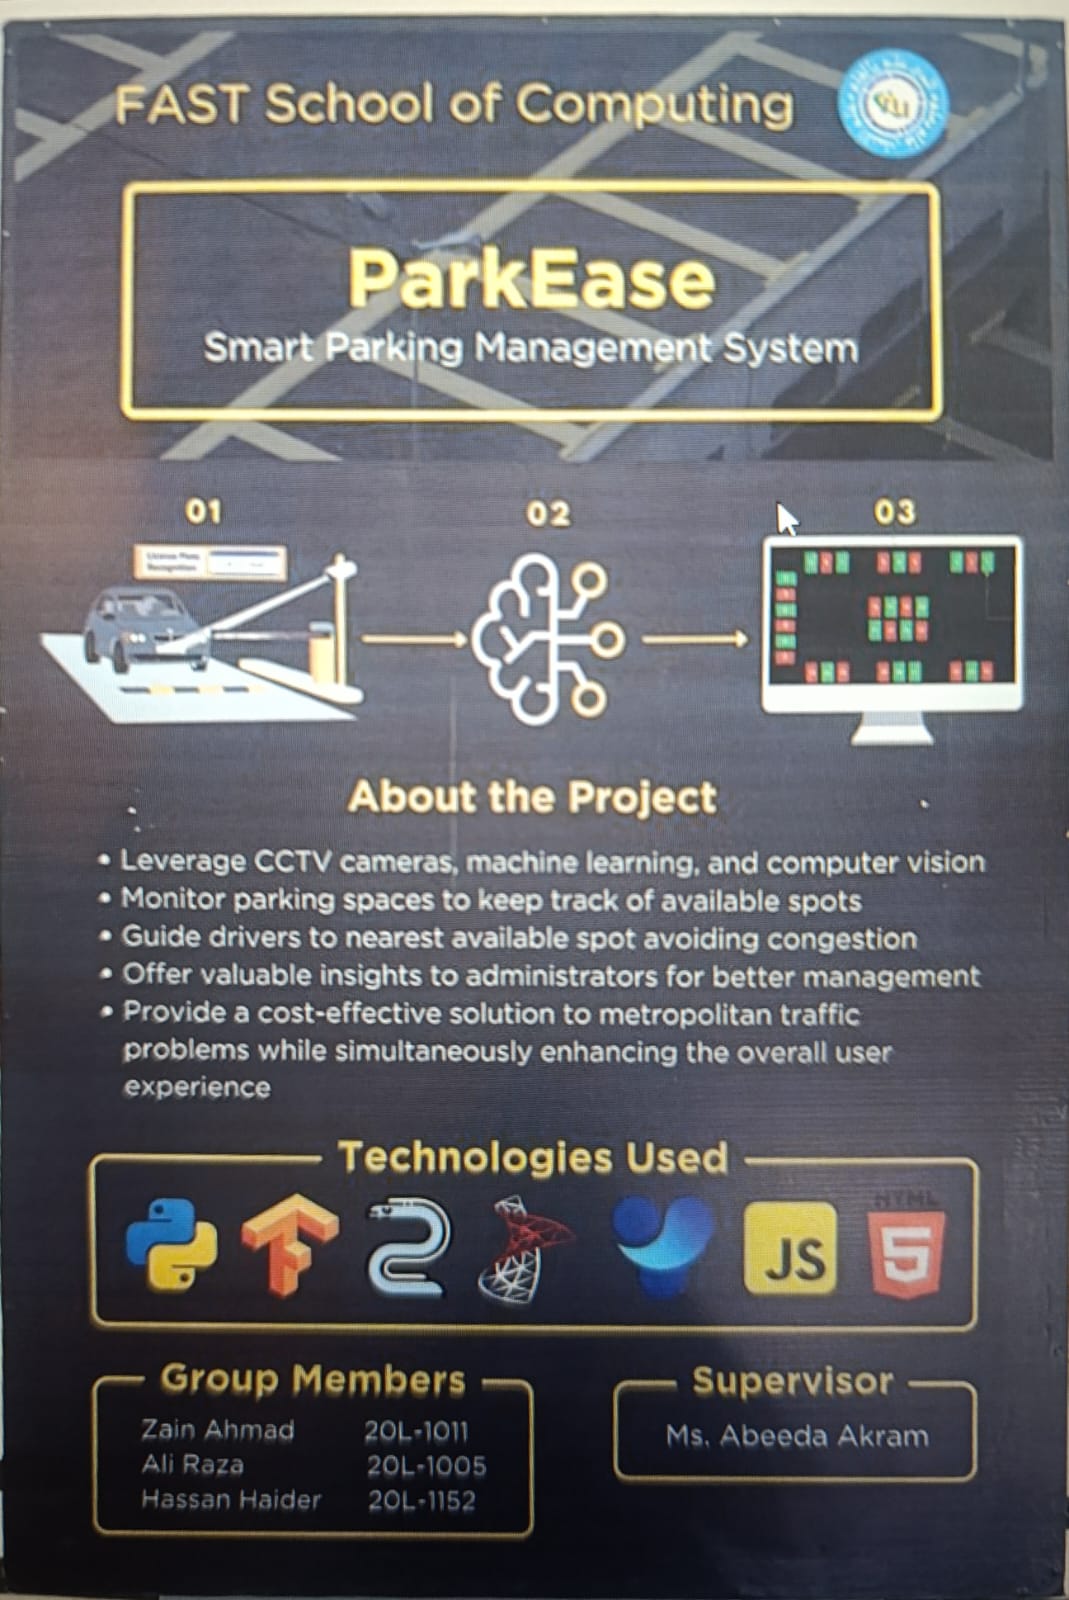 FAST School of Computing
ParkEase
Smart Parking Management System
01
02
03
License Plate
Recognition
About the Project
• Leverage CCTV cameras, machine learning, and computer vision
• Monitor parking spaces to keep track of available spots
• Guide drivers to nearest available spot avoiding congestion
• Offer valuable insights to administrators for better management
• Provide a cost-effective solution to metropolitan traffic
problems while simultaneously enhancing the overall user
experience
Technologies Used
JS
HTML
5
Group Members
Zain Ahmad 20L-1011
Ali Raza 20L-1005
Hassan Haider 20L-1152
Supervisor
Ms. Abeeda Akram